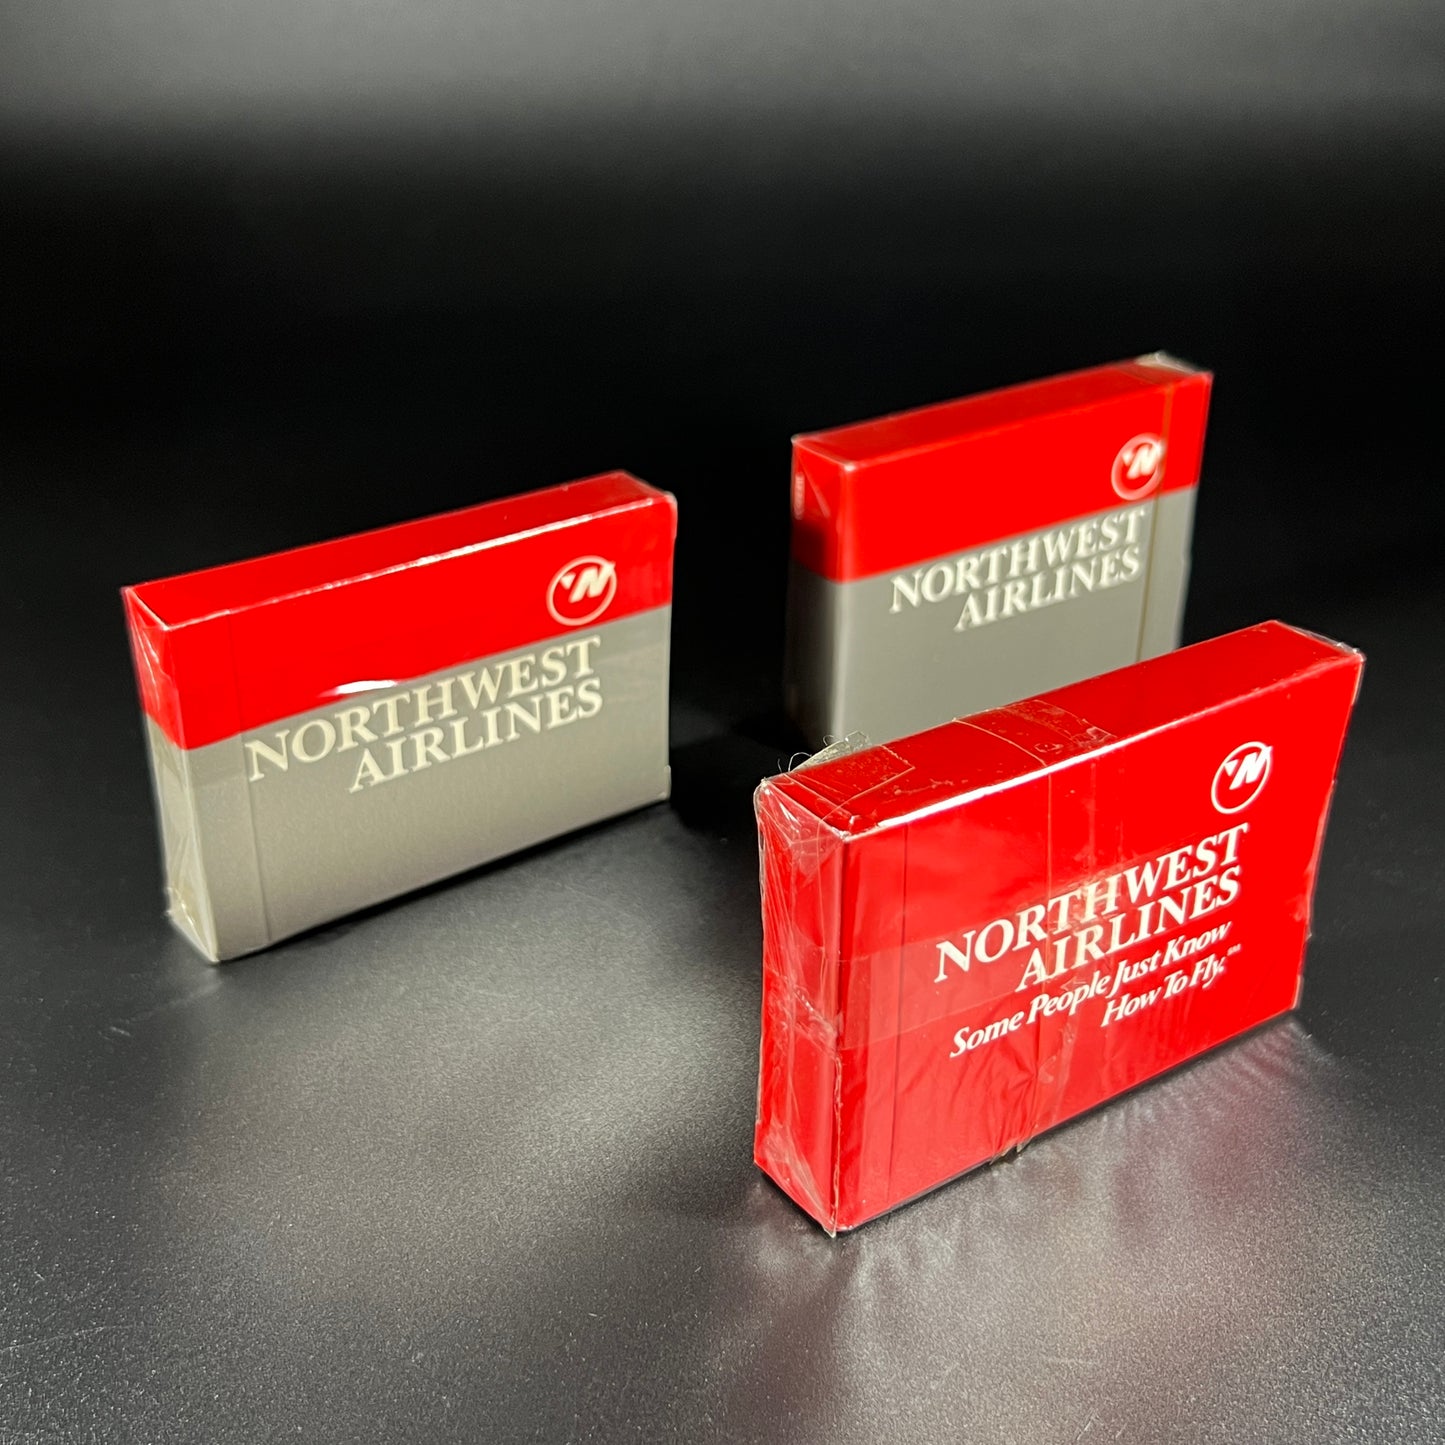 N
NORTHWEST
AIRLINES
N
NORTHWEST
AIRLINES
N
NORTHWEST
AIRLINES
Some People Just Know
How To Fly.℠